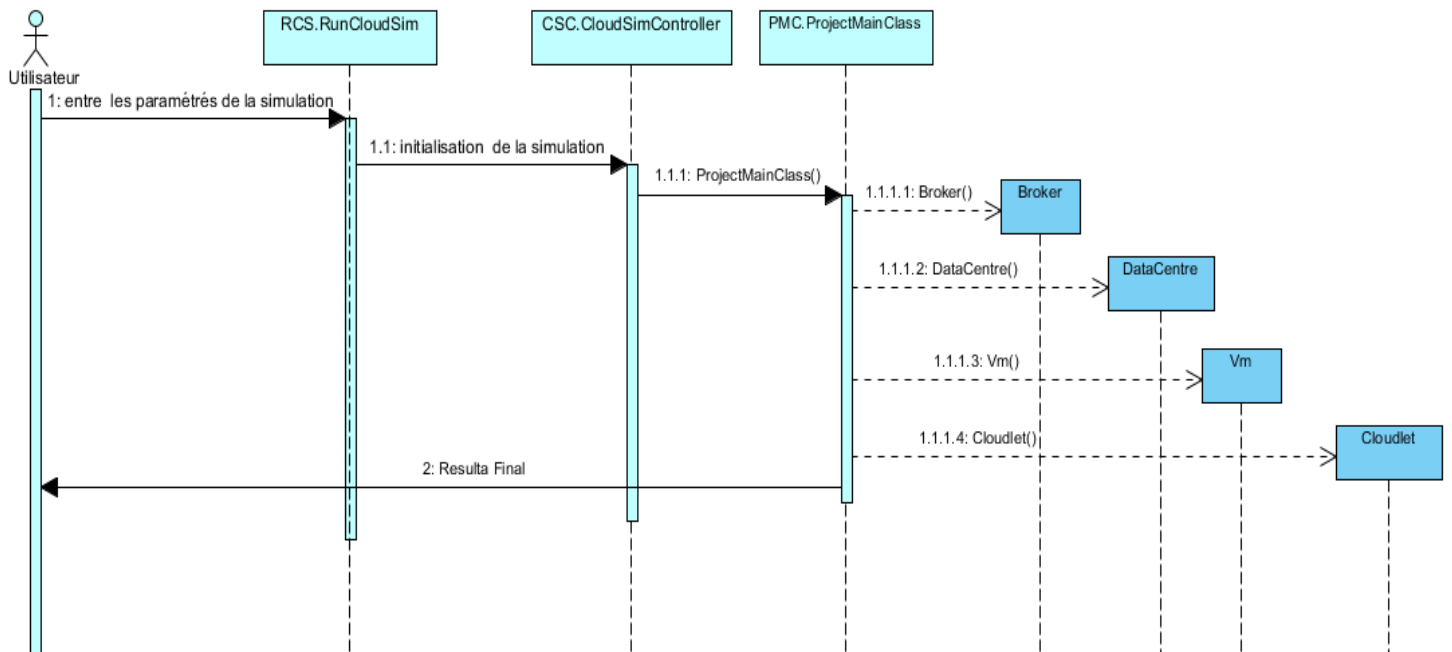 RCS.RunCloudSim
CSC.CloudSimController
PMC.ProjectMainClass
Utilisateur
1: entre les paramétrés de la simulation
1.1: initialisation de la simulation
1.1.1: ProjectMainClass()
1.1.1.1: Broker()
Broker
1.1.1.2: DataCentre()
DataCentre
1.1.1.3: Vm()
Vm
1.1.1.4: Cloudlet()
Cloudlet
2: Resulta Final